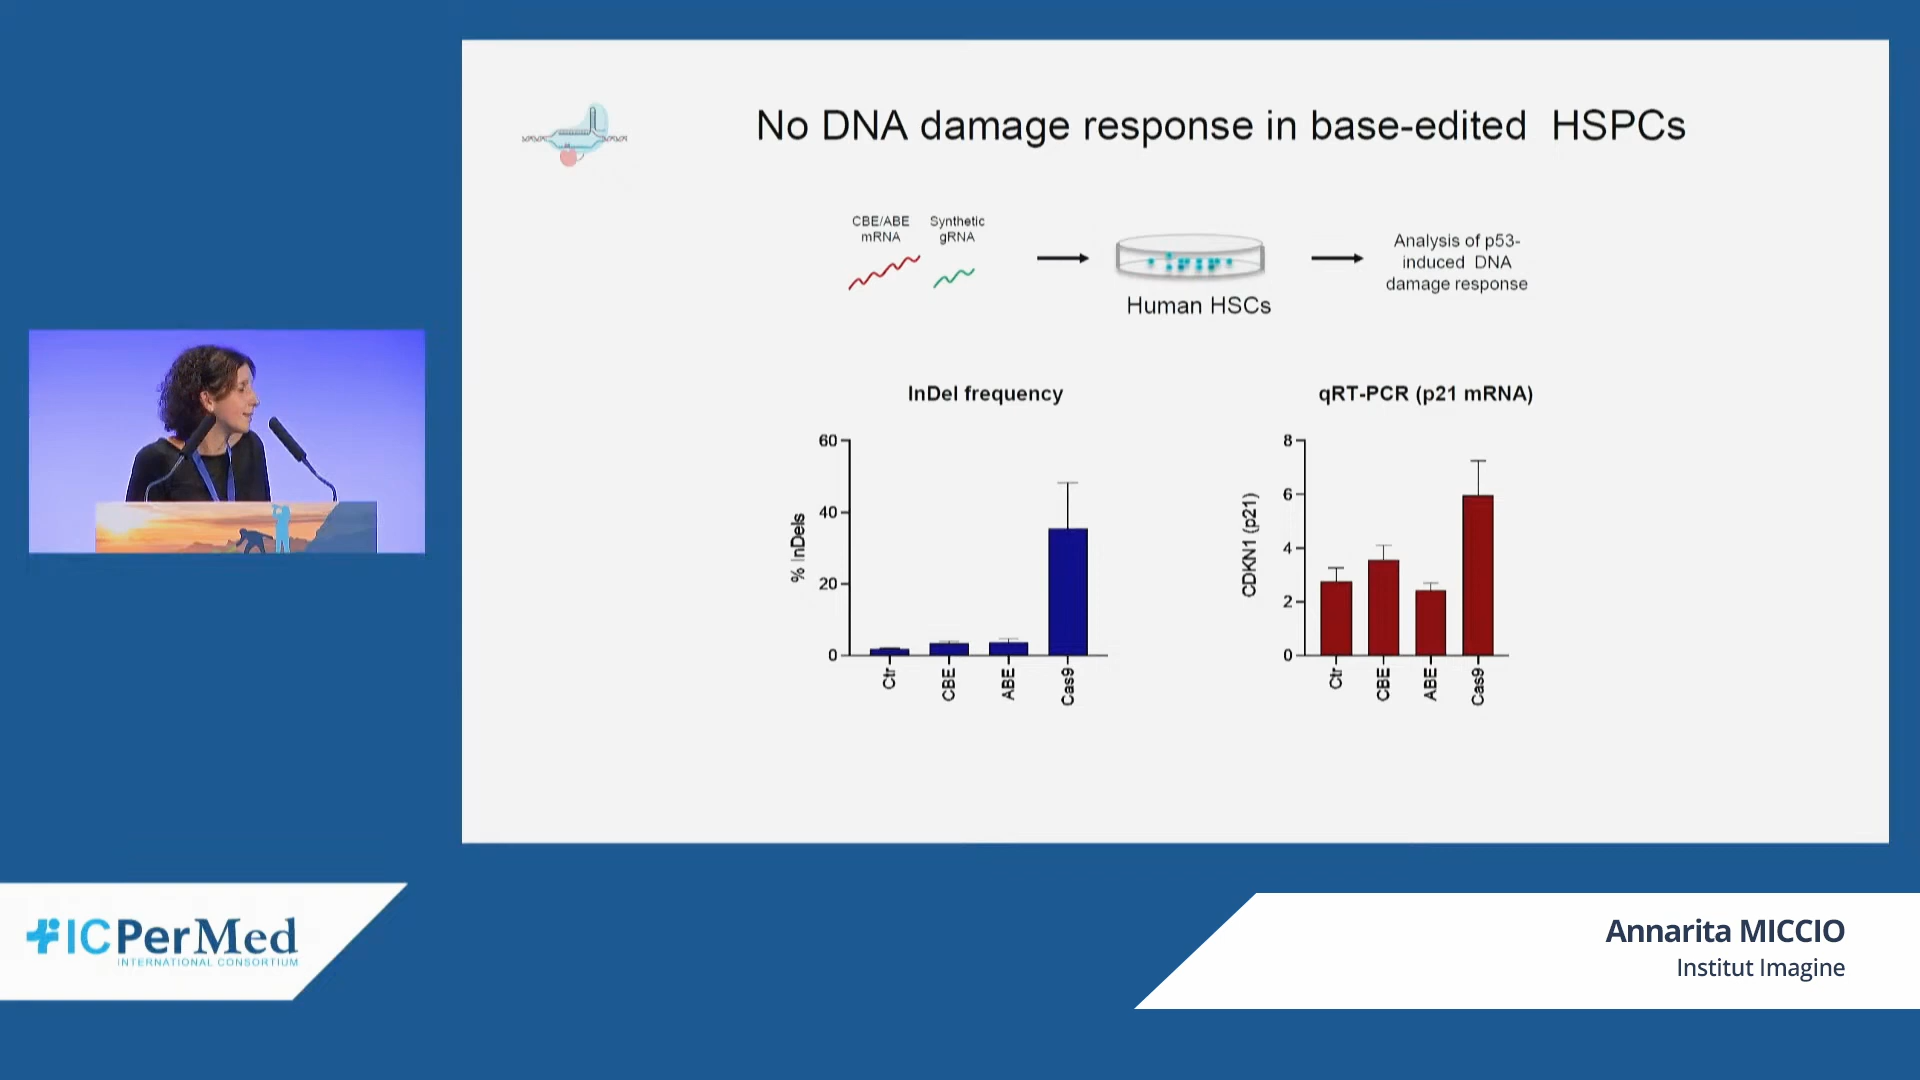 No DNA damage response in base-edited HSPCs
CBE/ABE
mRNA
Synthetic
gRNA
Human HSCs
Analysis of p53-
induced DNA
damage response
InDel frequency
% InDels
60
40
20
0
Ctr
CBE
ABE
Cas9
qRT-PCR (p21 mRNA)
CDKN1 (p21)
8
6
4
2
0
Ctr
CBE
ABE
Cas9
ICPerMed
INTERNATIONAL CONSORTIUM
Annarita MICCIO
Institut Imagine